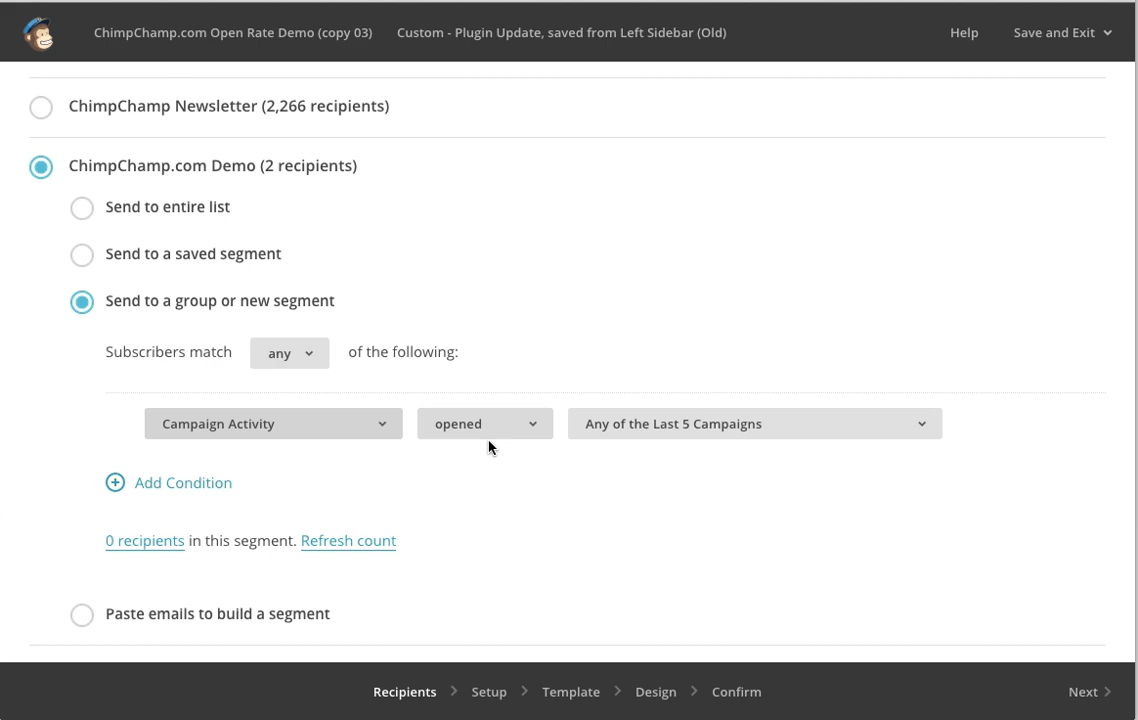 ChimpChamp.com Open Rate Demo (copy 03) Custom - Plugin Update, saved from Left Sidebar (Old) Help Save and Exit
ChimpChamp Newsletter (2,266 recipients)
ChimpChamp.com Demo (2 recipients)
Send to entire list
Send to a saved segment
Send to a group or new segment
Subscribers match any of the following:
Campaign Activity opened Any of the Last 5 Campaigns
Add Condition
0 recipients in this segment. Refresh count
Paste emails to build a segment
Recipients Setup Template Design Confirm Next